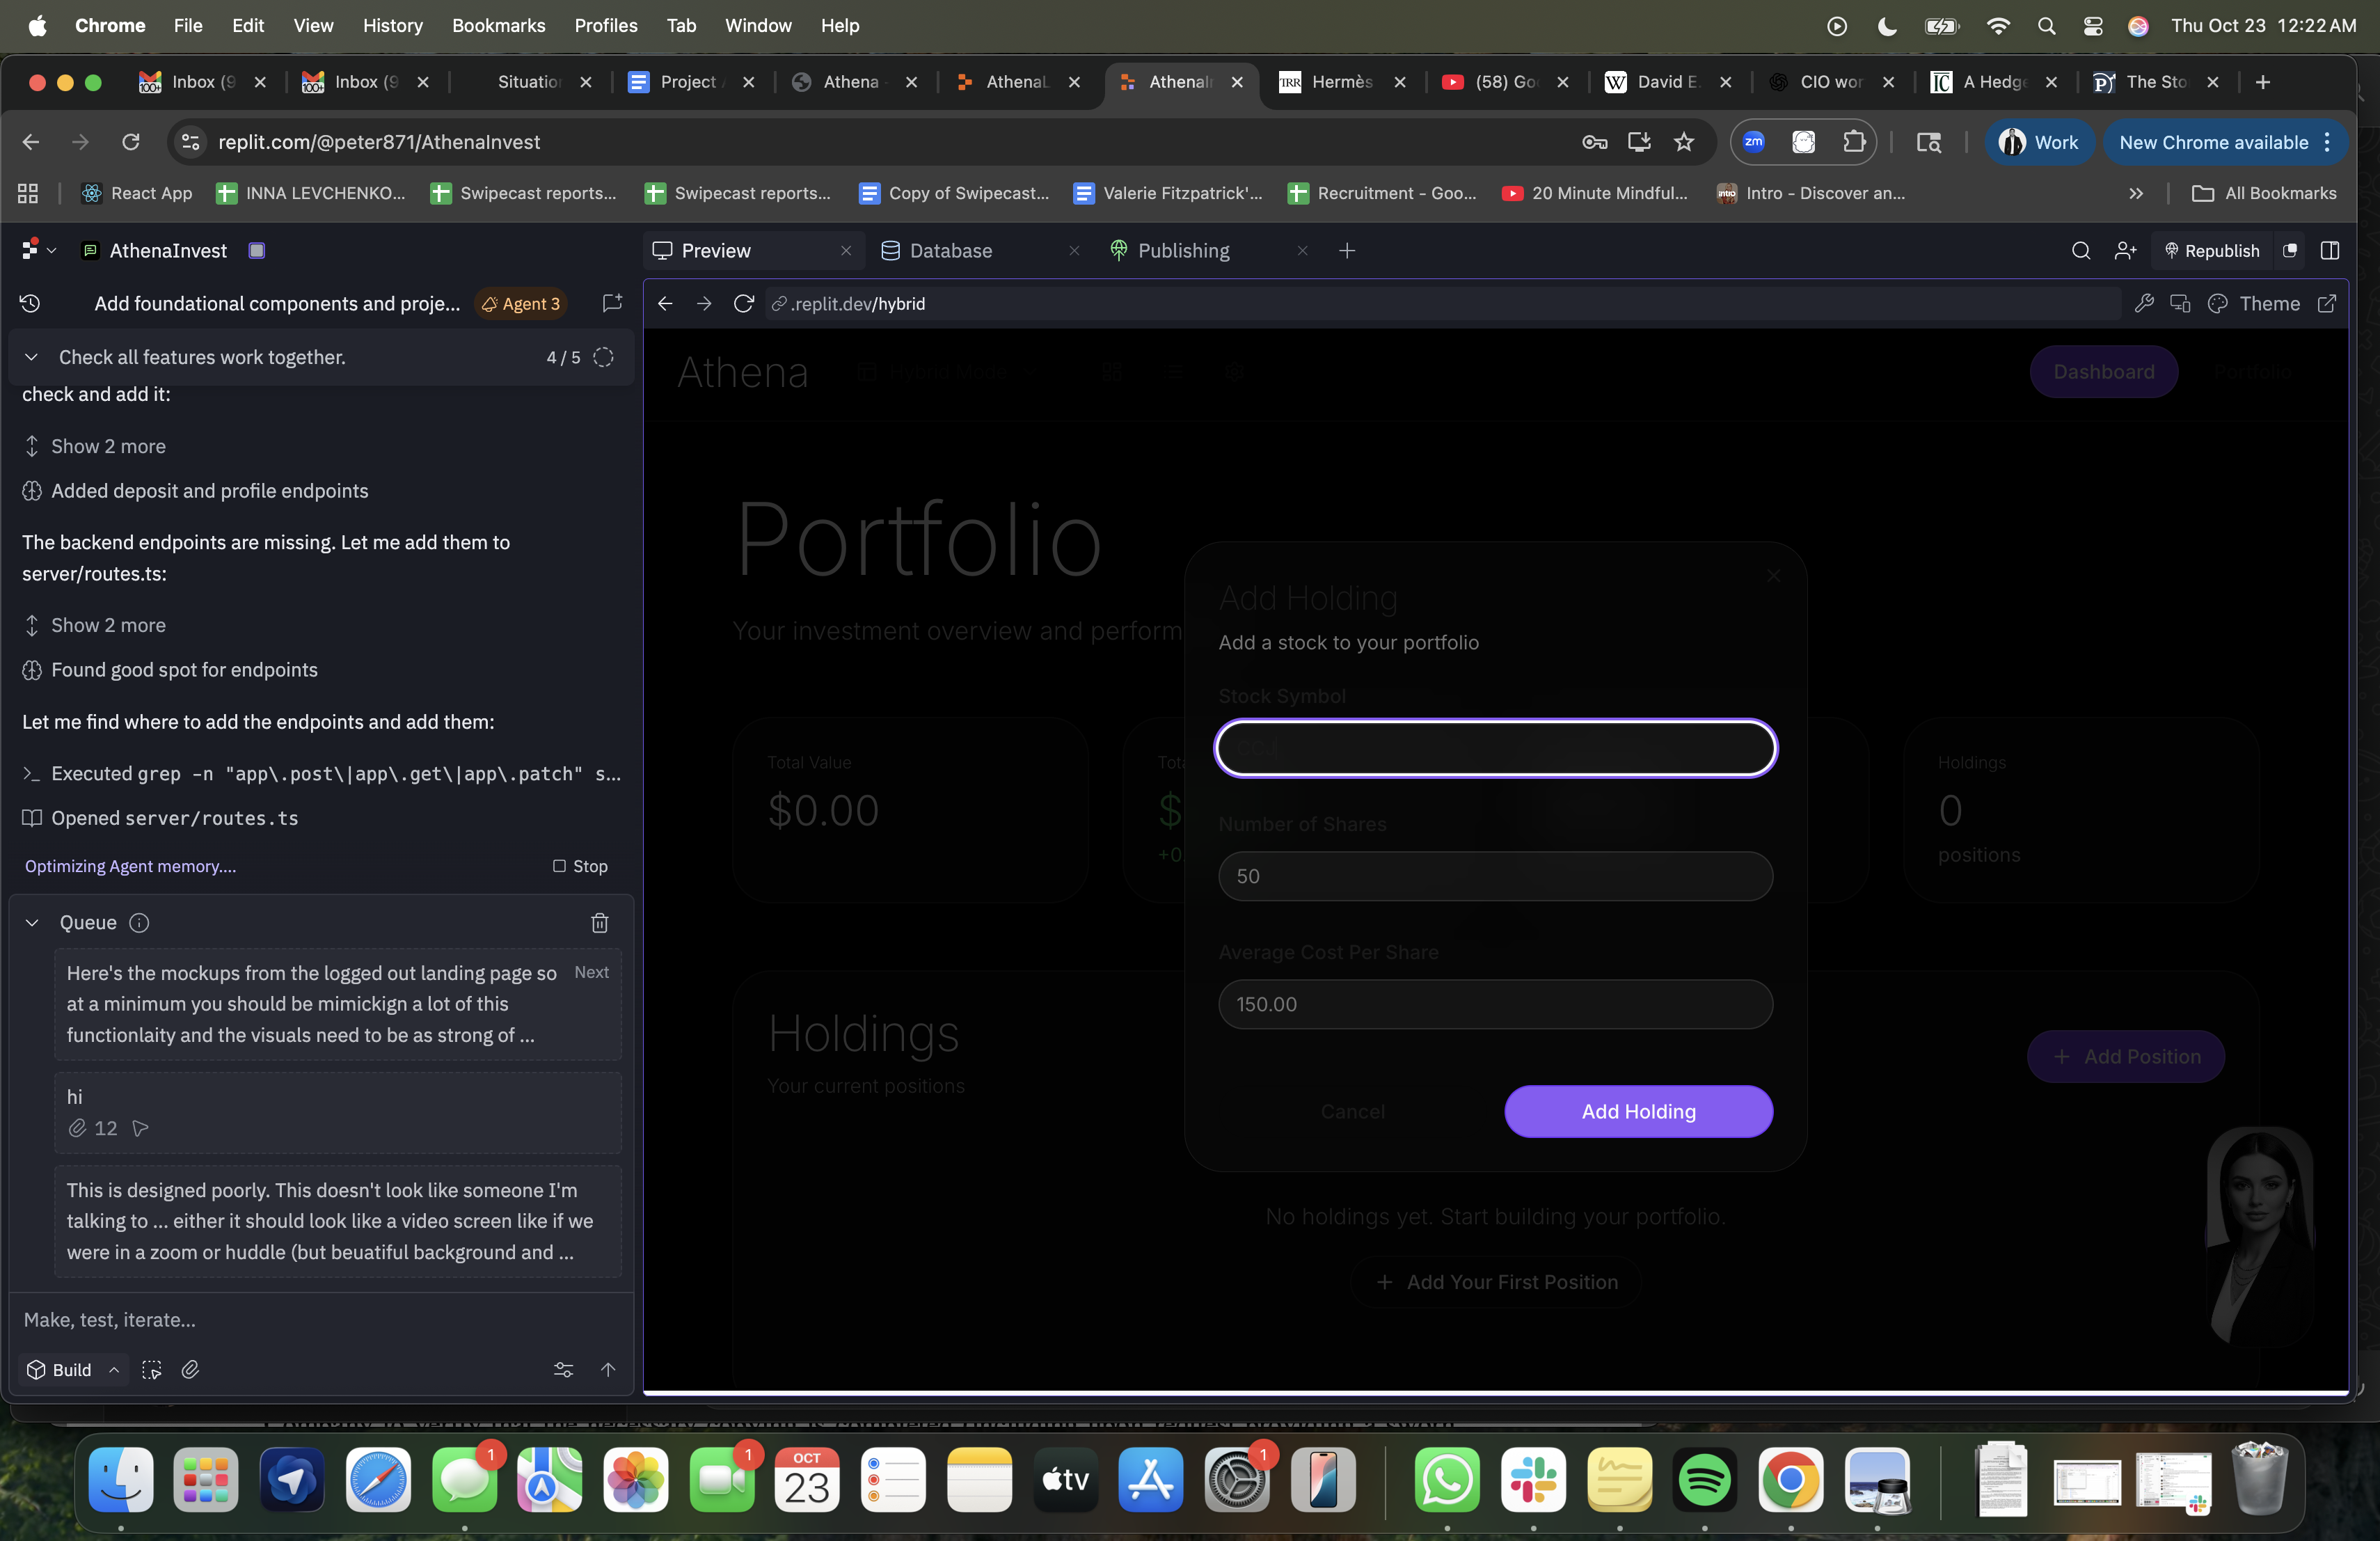 Chrome File Edit View History Bookmarks Profiles Tab Window Help Thu Oct 23 12:22 AM
Inbox (9 Inbox (9 Situation Project Athena AthenaL AthenaIn TRR Hermès (58) Go W David E. CIO wor IC A Hedge P) The Sto
replit.com/@peter871/AthenaInvest zm Work New Chrome available
React App INNA LEVCHENKO... Swipecast reports... Swipecast reports... Copy of Swipecast... Valerie Fitzpatrick'... Recruitment - Goo... 20 Minute Mindful... intro Intro - Discover an... » All Bookmarks
AthenaInvest Preview Database Publishing Republish
Add foundational components and proje... Agent 3
.replit.dev/hybrid Theme
Check all features work together. 4 / 5
check and add it:
Show 2 more
Added deposit and profile endpoints
The backend endpoints are missing. Let me add them to
server/routes.ts:
Show 2 more
Found good spot for endpoints
Let me find where to add the endpoints and add them:
Executed grep -n "app\.post\|app\.get\|app\.patch" s...
Opened server/routes.ts
Optimizing Agent memory.... Stop
Queue
Here's the mockups from the logged out landing page so Next
at a minimum you should be mimickign a lot of this
functionlaity and the visuals need to be as strong of ...
hi
12
This is designed poorly. This doesn't look like someone I'm
talking to ... either it should look like a video screen like if we
were in a zoom or huddle (but beuatiful background and ...
Make, test, iterate...
Build
Athena Hybrid Mode Dashboard Portfolio
Portfolio
Your investment overview and perform
Total Value
$0.00
Tota
$
+0.
Holdings
0
positions
Add Holding
Add a stock to your portfolio
Stock Symbol
Number of Shares
50
Average Cost Per Share
150.00
Cancel Add Holding
Holdings
Your current positions
+ Add Position
No holdings yet. Start building your portfolio.
+ Add Your First Position
1
1
OCT
23
tv
1